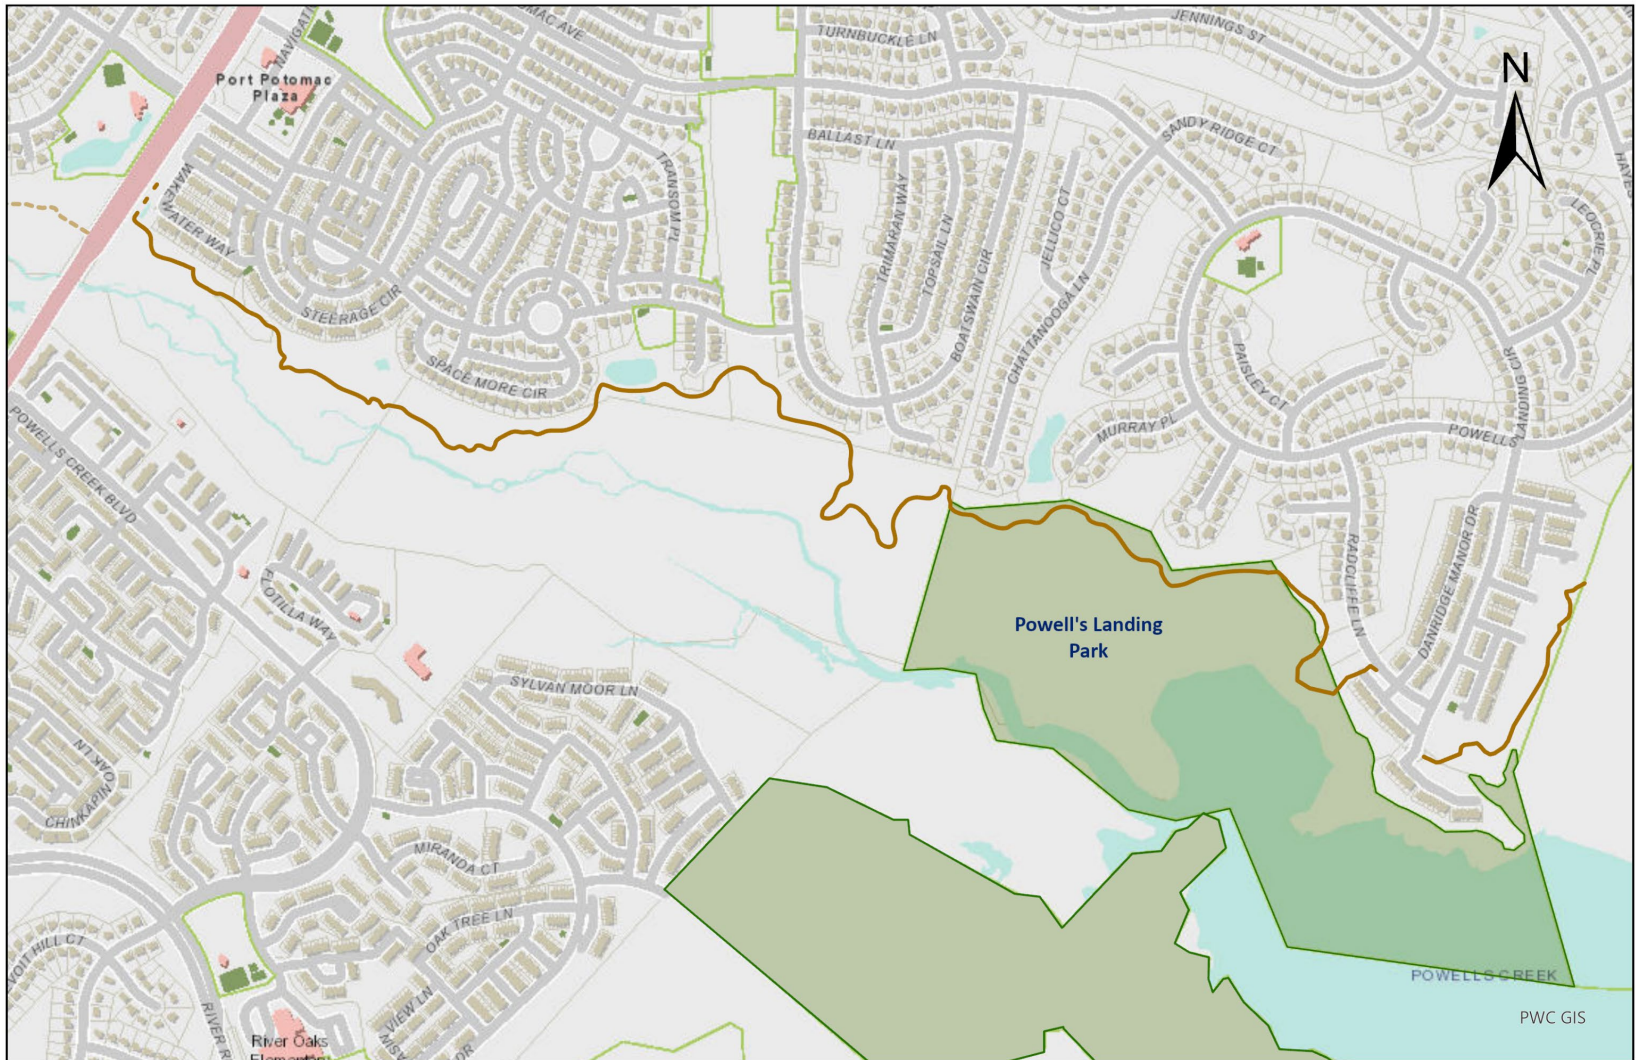 JENNINGS ST
TURNBUCKLE LN
N
Port Potomac
Plaza
BALLAST LN
SANDY RIDGE CT
TRANSOM PL
WAKEWATER WAY
TRIMARAN WAY
TOPSAIL LN
JELLICO CT
LEOCRIE PL
BOATSWAIN CIR
CHATTANOOGA LN
STEERAGE CIR
SPACE MORE CIR
PAISLEY CT
LANDING CIR
POWELLS
MURRAY PL
POWELLS CREEK BLVD
RADCLIFFE LN
DANRIDGE MANOR DR
FLOTILLA WAY
Powell's Landing
Park
SYLVAN MOOR LN
OAK LN
CHINKAPIN
MIRANDA CT
OAK TREE LN
VIEW LN
POWELLS CREEK
PWC GIS
River Oaks